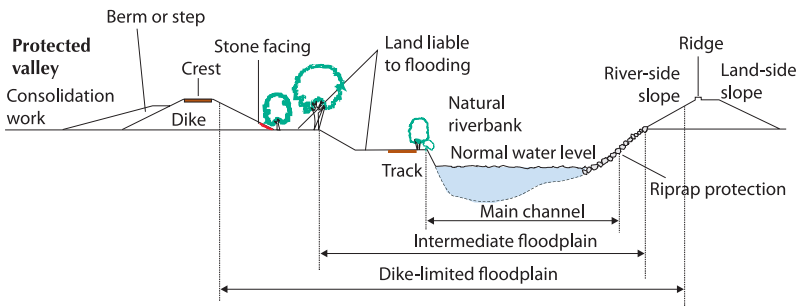 Berm or step
Protected
valley
Consolidation
work
Crest
Dike
Stone facing
Land liable
to flooding
Natural
riverbank
Normal water level
Track
Ridge
River-side
slope
Land-side
slope
Riprap protection
Main channel
Intermediate floodplain
Dike-limited floodplain